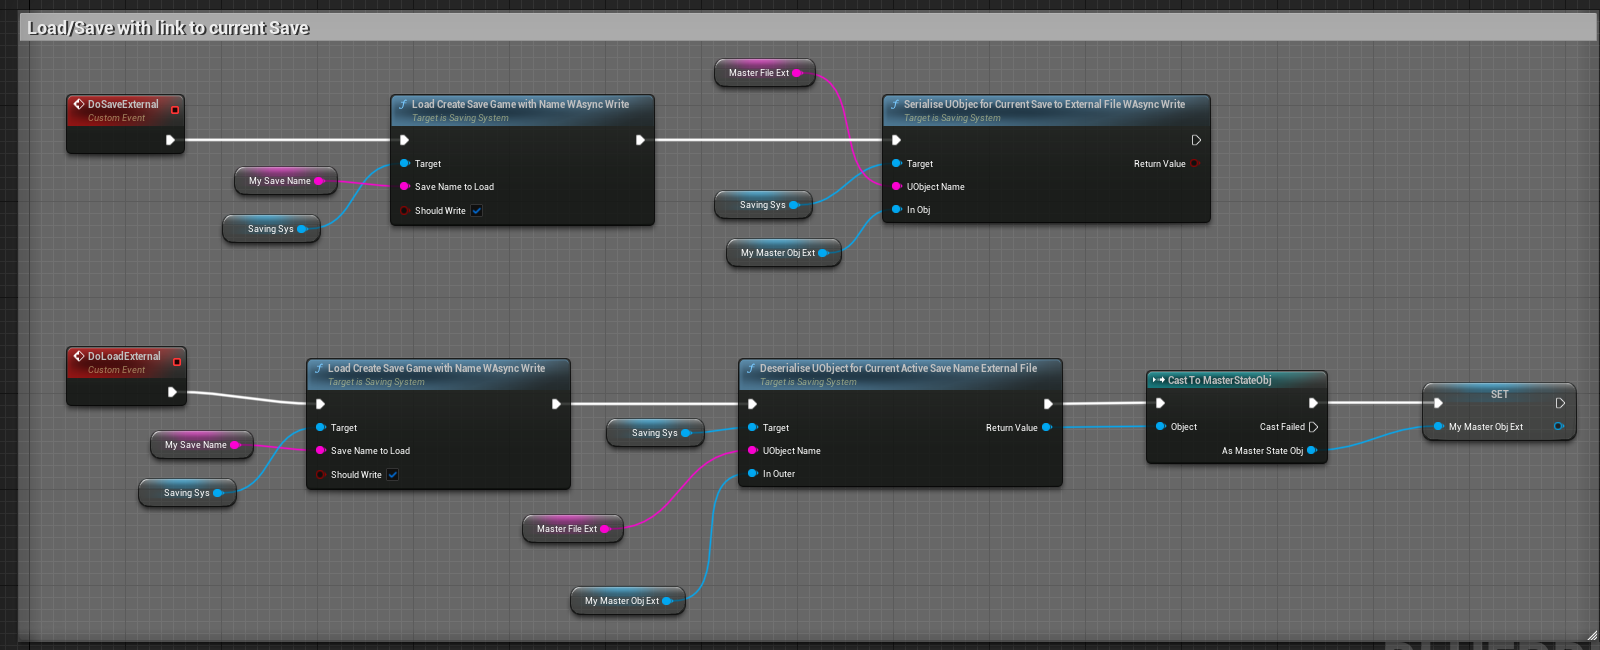 Load/Save with link to current Save
Master File Ext
DoSaveExternal
Custom Event
Load Create Save Game with Name WAsync Write
Target is Saving System
Target
Save Name to Load
Should Write
My Save Name
Saving Sys
Serialise UObjec for Current Save to External File WAsync Write
Target is Saving System
Target
Return Value
UObject Name
In Obj
Saving Sys
My Master Obj Ext
DoLoadExternal
Custom Event
Load Create Save Game with Name WAsync Write
Target is Saving System
Target
Save Name to Load
Should Write
My Save Name
Saving Sys
Deserialise UObject for Current Active Save Name External File
Target is Saving System
Target
Return Value
UObject Name
In Outer
Saving Sys
Master File Ext
My Master Obj Ext
Cast To MasterStateObj
Object
Cast Failed
As Master State Obj
SET
My Master Obj Ext